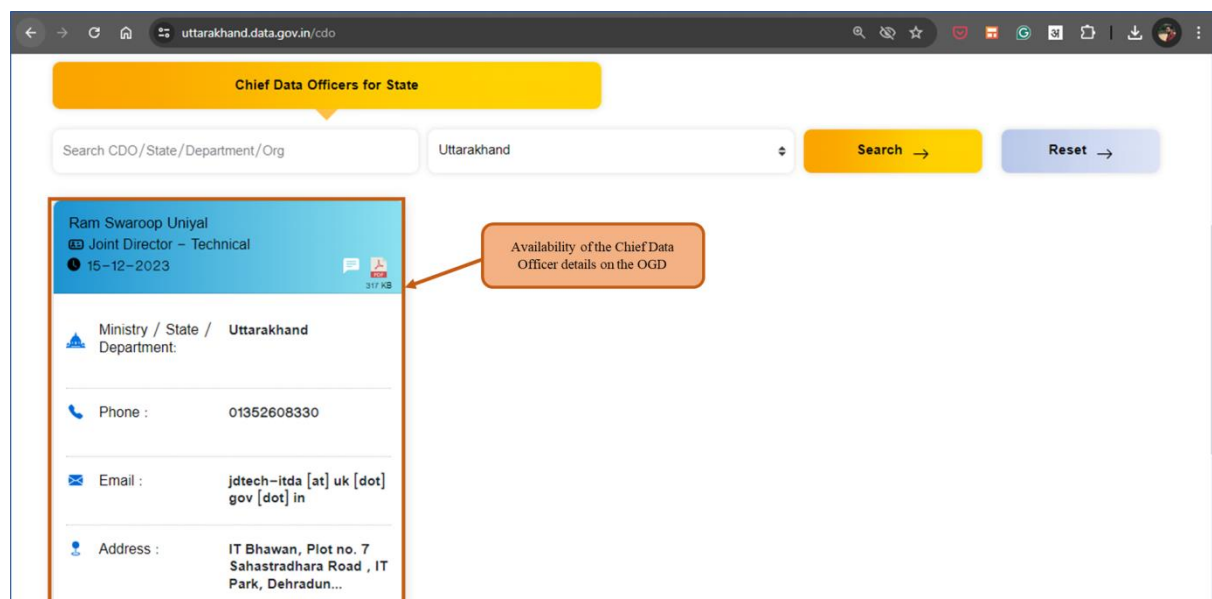 uttarakhand.data.gov.in/cdo
Chief Data Officers for State
Search CDO/State/Department/Org
Uttarakhand
Search →
Reset →
Ram Swaroop Uniyal
Joint Director – Technical
15-12-2023
PDF
317 KB
Availability of the Chief Data
Officer details on the OGD
Ministry / State / Uttarakhand
Department:
Phone : 01352608330
Email : jdtech-itda [at] uk [dot]
gov [dot] in
Address : IT Bhawan, Plot no. 7
Sahastradhara Road , IT
Park, Dehradun...